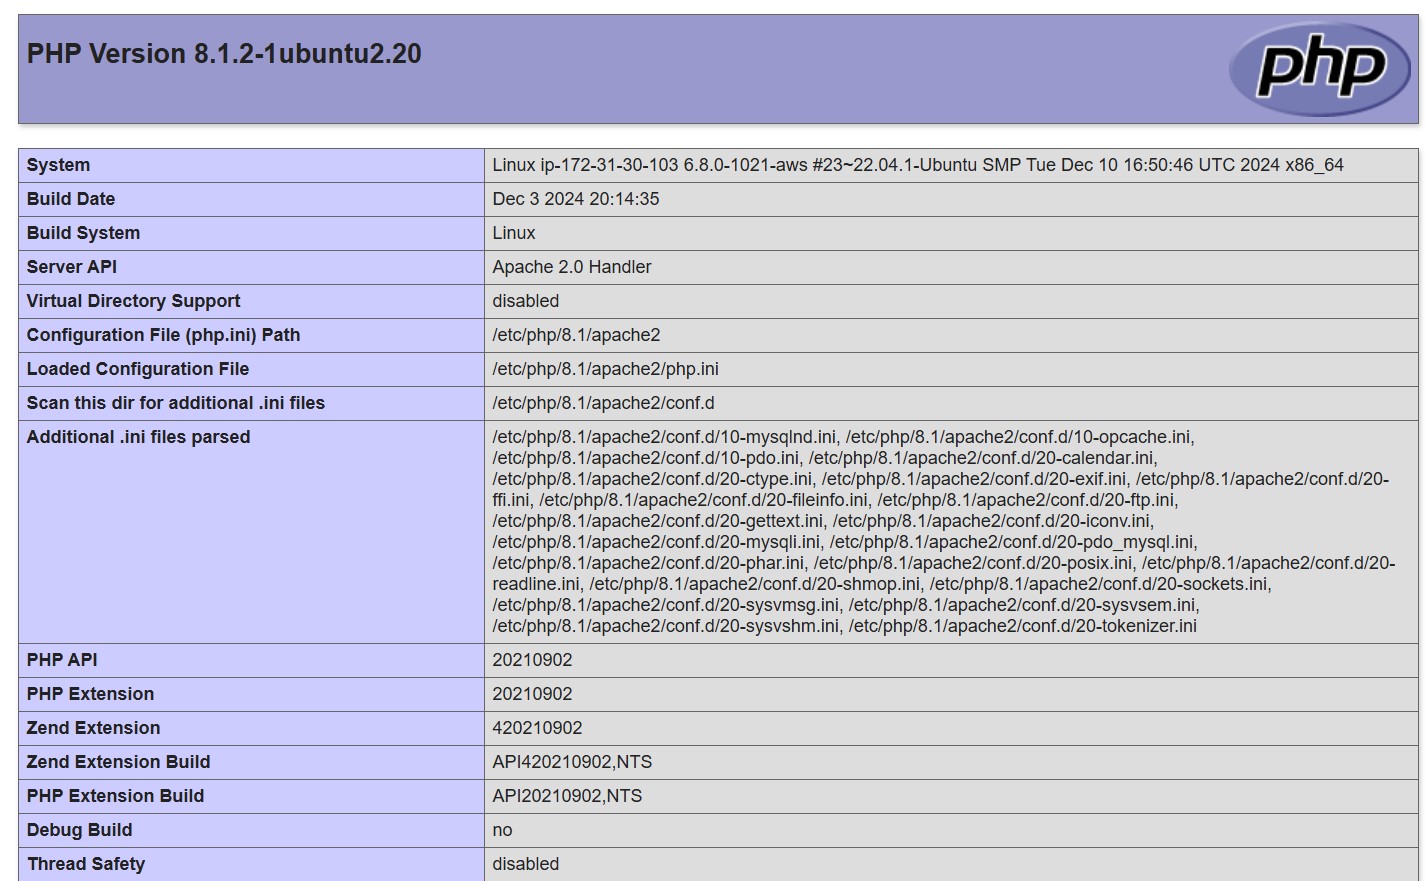 PHP Version 8.1.2-1ubuntu2.20
php
System Linux ip-172-31-30-103 6.8.0-1021-aws #23~22.04.1-Ubuntu SMP Tue Dec 10 16:50:46 UTC 2024 x86_64
Build Date Dec 3 2024 20:14:35
Build System Linux
Server API Apache 2.0 Handler
Virtual Directory Support disabled
Configuration File (php.ini) Path /etc/php/8.1/apache2
Loaded Configuration File /etc/php/8.1/apache2/php.ini
Scan this dir for additional .ini files /etc/php/8.1/apache2/conf.d
Additional .ini files parsed /etc/php/8.1/apache2/conf.d/10-mysqlnd.ini, /etc/php/8.1/apache2/conf.d/10-opcache.ini,
/etc/php/8.1/apache2/conf.d/10-pdo.ini, /etc/php/8.1/apache2/conf.d/20-calendar.ini,
/etc/php/8.1/apache2/conf.d/20-ctype.ini, /etc/php/8.1/apache2/conf.d/20-exif.ini, /etc/php/8.1/apache2/conf.d/20-
ffi.ini, /etc/php/8.1/apache2/conf.d/20-fileinfo.ini, /etc/php/8.1/apache2/conf.d/20-ftp.ini,
/etc/php/8.1/apache2/conf.d/20-gettext.ini, /etc/php/8.1/apache2/conf.d/20-iconv.ini,
/etc/php/8.1/apache2/conf.d/20-mysqli.ini, /etc/php/8.1/apache2/conf.d/20-pdo_mysql.ini,
/etc/php/8.1/apache2/conf.d/20-phar.ini, /etc/php/8.1/apache2/conf.d/20-posix.ini, /etc/php/8.1/apache2/conf.d/20-
readline.ini, /etc/php/8.1/apache2/conf.d/20-shmop.ini, /etc/php/8.1/apache2/conf.d/20-sockets.ini,
/etc/php/8.1/apache2/conf.d/20-sysvmsg.ini, /etc/php/8.1/apache2/conf.d/20-sysvsem.ini,
/etc/php/8.1/apache2/conf.d/20-sysvshm.ini, /etc/php/8.1/apache2/conf.d/20-tokenizer.ini
PHP API 20210902
PHP Extension 20210902
Zend Extension 420210902
Zend Extension Build API420210902,NTS
PHP Extension Build API20210902,NTS
Debug Build no
Thread Safety disabled